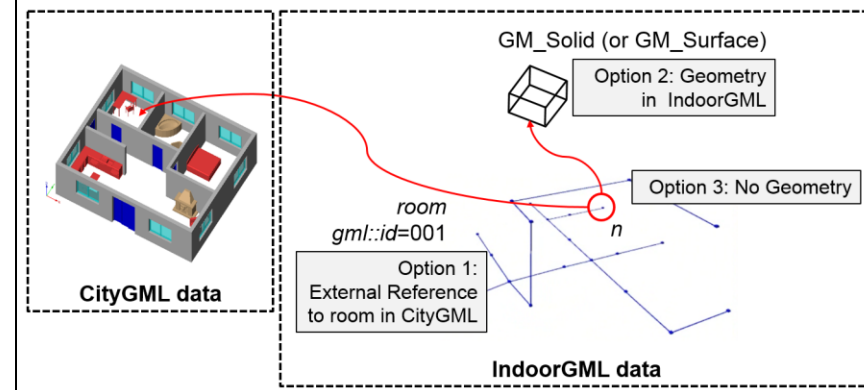 GM_Solid (or GM_Surface)
Option 2: Geometry
in IndoorGML
Option 3: No Geometry
n
room
gml::id=001
Option 1:
External Reference
to room in CityGML
CityGML data
IndoorGML data